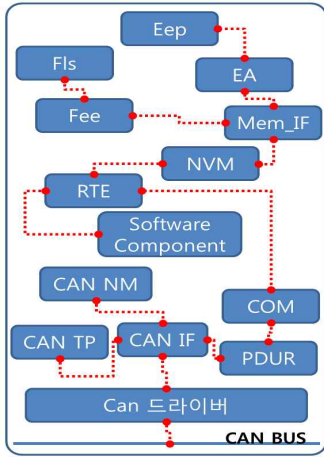 Eep
Fls
EA
Fee
Mem_IF
NVM
RTE
Software
Component
CAN NM
COM
CAN TP
CAN IF
PDUR
Can 드라이버
CAN BUS